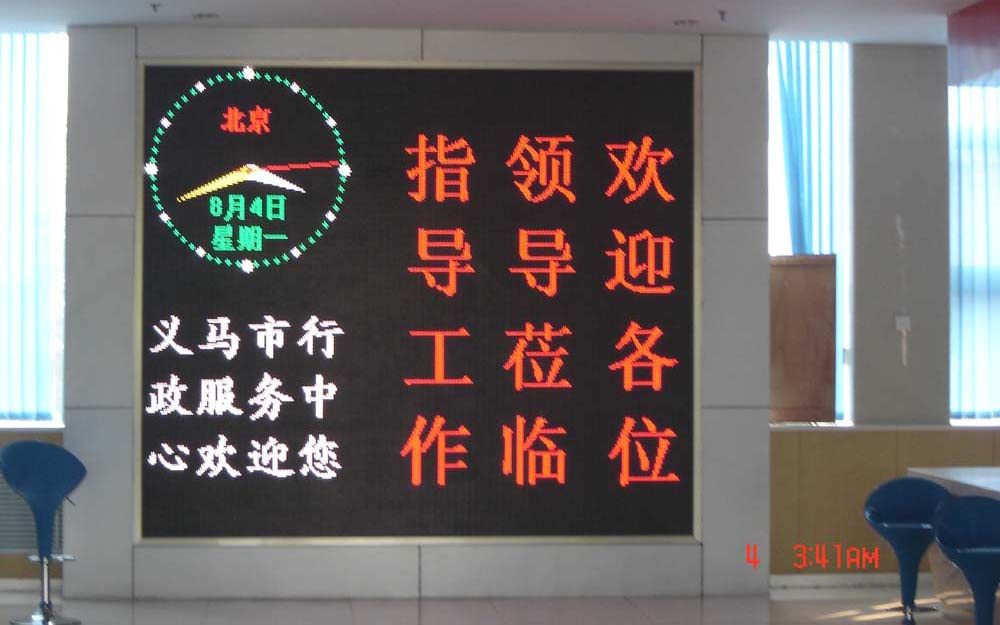 北京
8月4日
星期一
义马市行
政服务中
心欢迎您
欢迎各位
领导莅临
指导工作
4 3:41AM